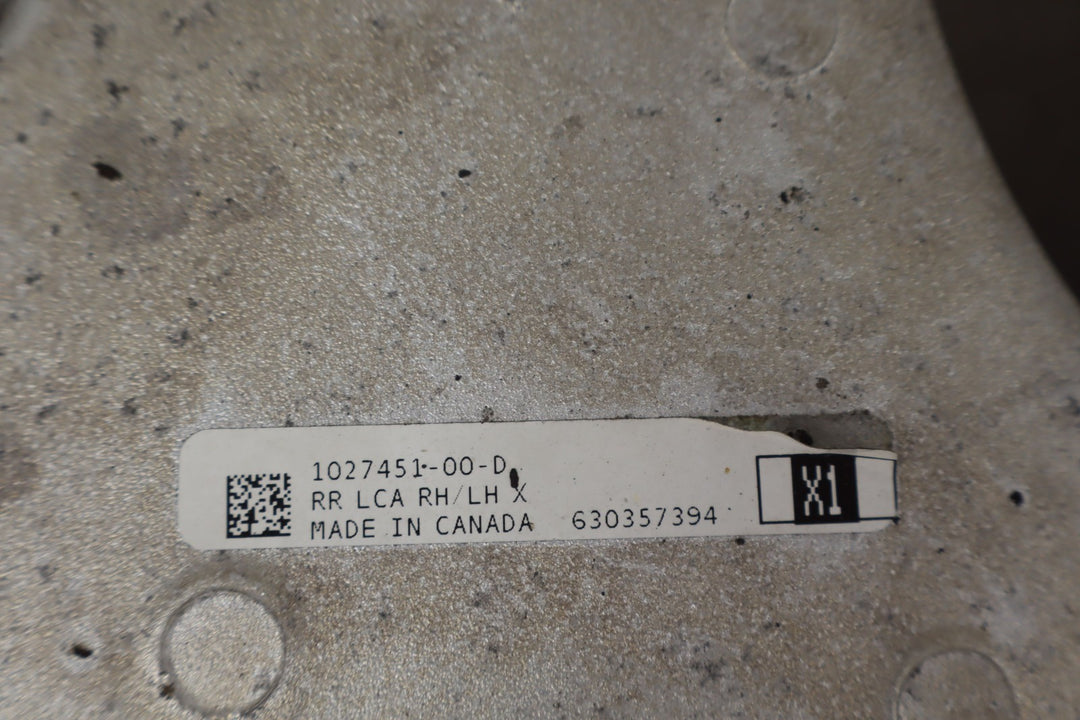 1027451-00-D
RR LCA RH/LH X
MADE IN CANADA 630357394
X1